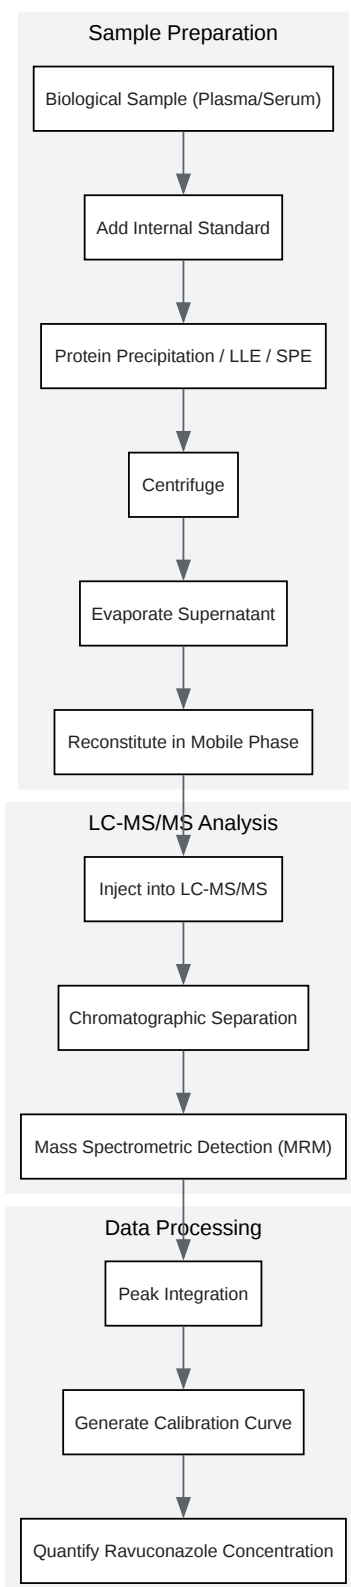 Sample Preparation
Biological Sample (Plasma/Serum)
Add Internal Standard
Protein Precipitation / LLE / SPE
Centrifuge
Evaporate Supernatant
Reconstitute in Mobile Phase
LC-MS/MS Analysis
Inject into LC-MS/MS
Chromatographic Separation
Mass Spectrometric Detection (MRM)
Data Processing
Peak Integration
Generate Calibration Curve
Quantify Ravuconazole Concentration